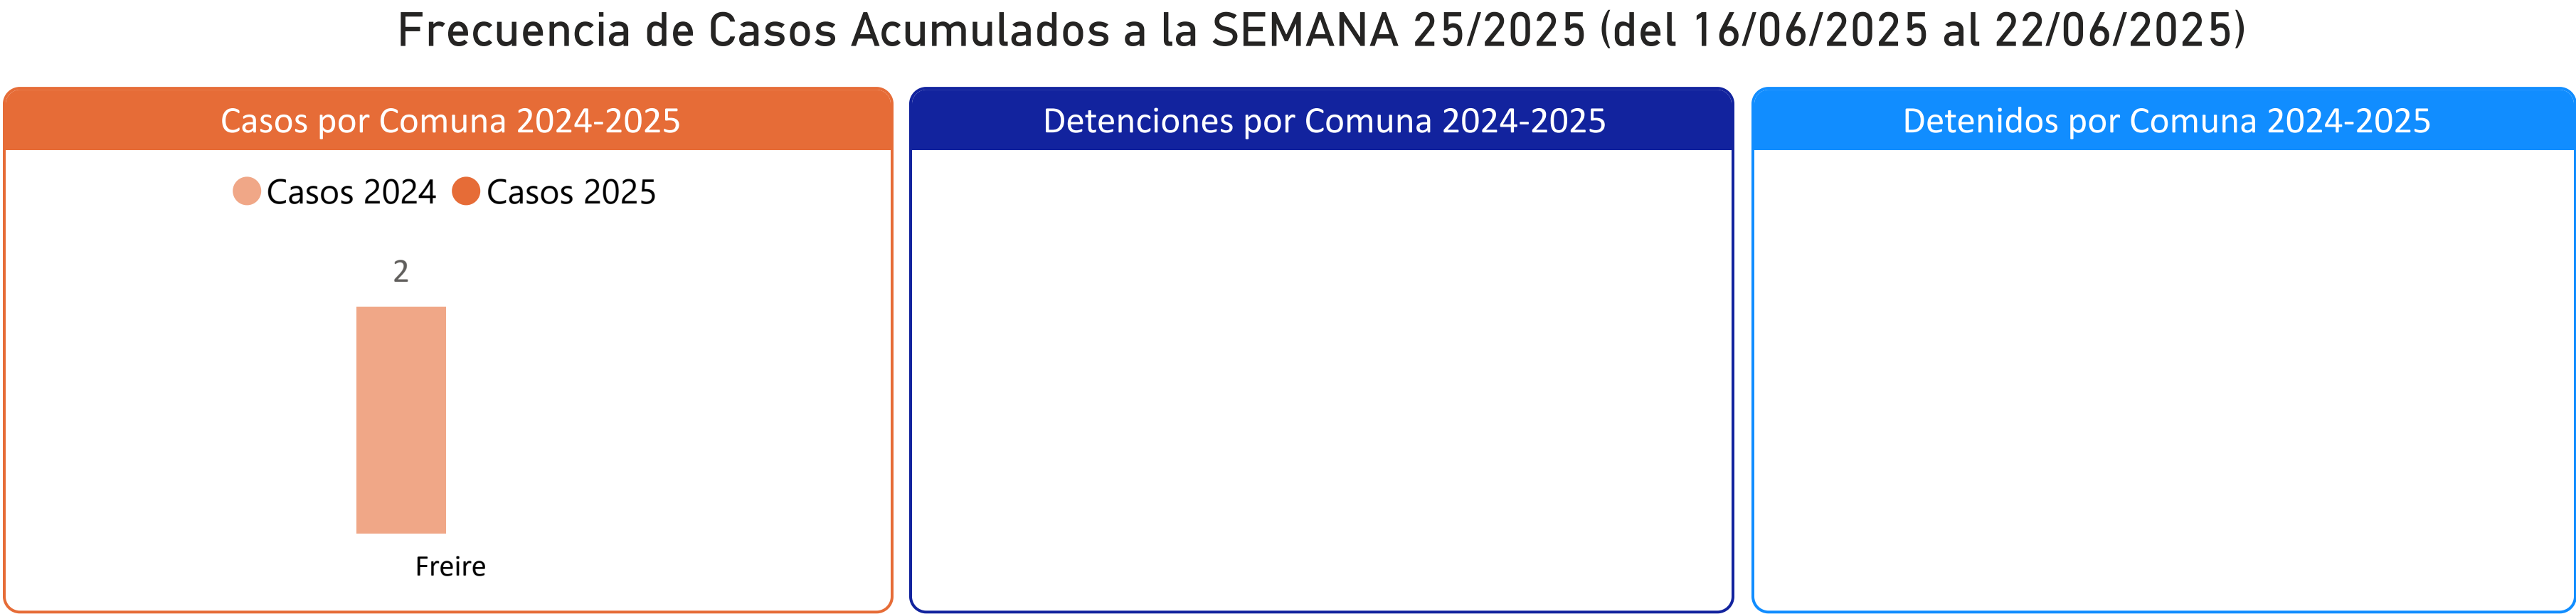 Frecuencia de Casos Acumulados a la SEMANA 25/2025 (del 16/06/2025 al 22/06/2025)
Casos por Comuna 2024-2025
Casos 2024 Casos 2025
2
Freire
Detenciones por Comuna 2024-2025
Detenidos por Comuna 2024-2025